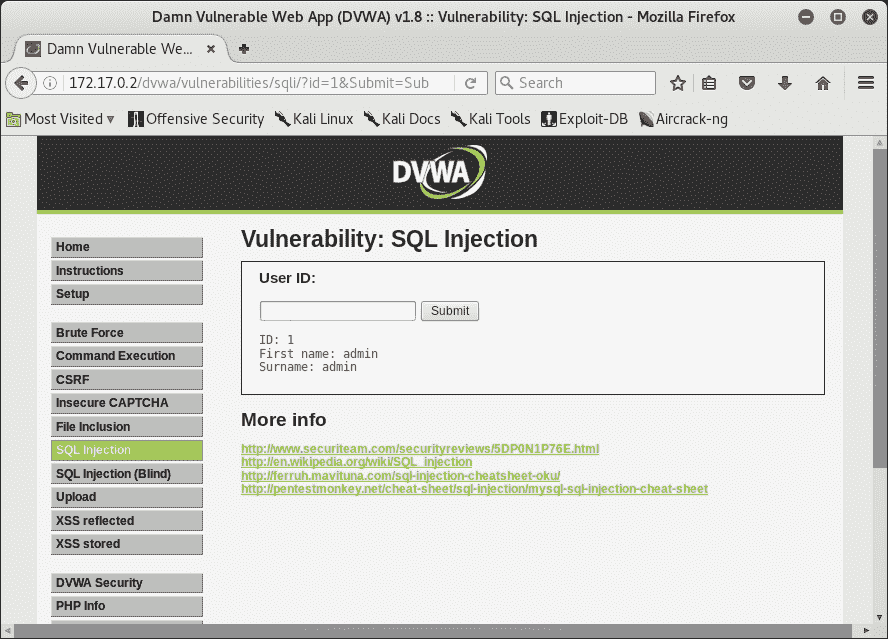 Damn Vulnerable Web App (DVWA) v1.8 :: Vulnerability: SQL Injection - Mozilla Firefox
Damn Vulnerable We...
172.17.0.2/dvwa/vulnerabilities/sqli/?id=1&Submit=Sub
Search
Most Visited
Offensive Security
Kali Linux
Kali Docs
Kali Tools
Exploit-DB
Aircrack-ng
DVWA
Home
Instructions
Setup
Brute Force
Command Execution
CSRF
Insecure CAPTCHA
File Inclusion
SQL Injection
SQL Injection (Blind)
Upload
XSS reflected
XSS stored
DVWA Security
PHP Info
Vulnerability: SQL Injection
User ID:
Submit
ID: 1
First name: admin
Surname: admin
More info
http://www.securiteam.com/securityreviews/5DP0N1P76E.html
http://en.wikipedia.org/wiki/SQL_injection
http://ferruh.mavituna.com/sql-injection-cheatsheet-oku/
http://pentestmonkey.net/cheat-sheet/sql-injection/mysql-sql-injection-cheat-sheet